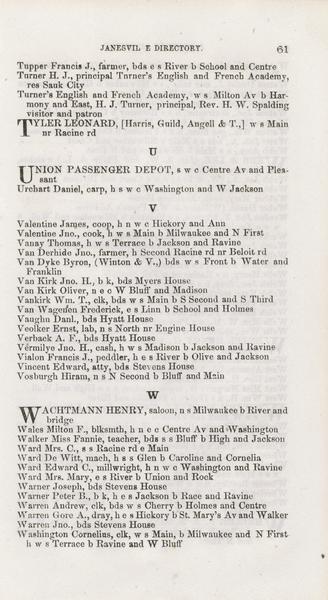 JANESVIL E DIRECTORY. 61
Tupper Francis J., farmer, bds e s River b School and Centre
Turner H. J., principal Turner's English and French Academy,
res Sauk City
Turner's English and French Academy, w s Milton Av b Har-
mony and East, H. J. Turner, principal, Rev. H. W. Spalding
visitor and patron
TYLER LEONARD, [Harris, Guild, Angell & T.,] w s Main
nr Racine rd
U
UNION PASSENGER DEPOT, s w c Centre Av and Plea-
sant
Urchart Daniel, carp, h s w c Washington and W Jackson
V
Valentine James, coop, h n w c Hickory and Ann
Valentine Jno., cook, h w s Main b Milwaukee and N First
Vanay Thomas, h w s Terrace b Jackson and Ravine
Van Derhide Jno., farmer, h Second Racine rd nr Beloit rd
Van Dyke Byron, (Winton & V.,) bds w s Front b Water and
Franklin
Van Kirk Jno. H., b k, bds Myers House
Van Kirk Oliver, n e c W Bluff and Madison
Vankirk Wm. T., clk, bds w s Main b S Second and S Third
Van Wagenen Frederick, e s Linn b School and Holmes
Vaughn Danl., bds Hyatt House
Veolker Ernst, lab, n s North nr Engine House
Verback A. F., bds Hyatt House
Vermilye Jno. H., cash, h w s Madison b Jackson and Ravine
Vialon Francis J., peddler, h e s River b Olive and Jackson
Vincent Edward, atty, bds Stevens House
Vosburgh Hiram, n s N Second b Bluff and Main
W
WACHTMANN HENRY, saloon, n s Milwaukee b River and
bridge
Wales Milton F., blksmth, h n c c Centre Av and Washington
Walker Miss Fannie, teacher, bds s s Bluff b High and Jackson
Ward Mrs. C., s s Racine rd e Main
Ward De Witt, mach, h s s Glen b Caroline and Cornelia
Ward Edward C., millwright, h n w c Washington and Ravine
Ward Mrs. Mary, e s River b Union and Rock
Warner Joseph, bds Stevens House
Warner Peter B., b k, h e s Jackson b Race and Ravine
Warren Andrew, clk, bds w s Cherry b Holmes and Centre
Warren Gore A., dray, h e s Hickory b St. Mary's Av and Walker
Warren Jno., bds Stevens House
Washington Cornelius, clk, w s Main, b Milwaukee and N First
h w s Terrace b Ravine and W Bluff